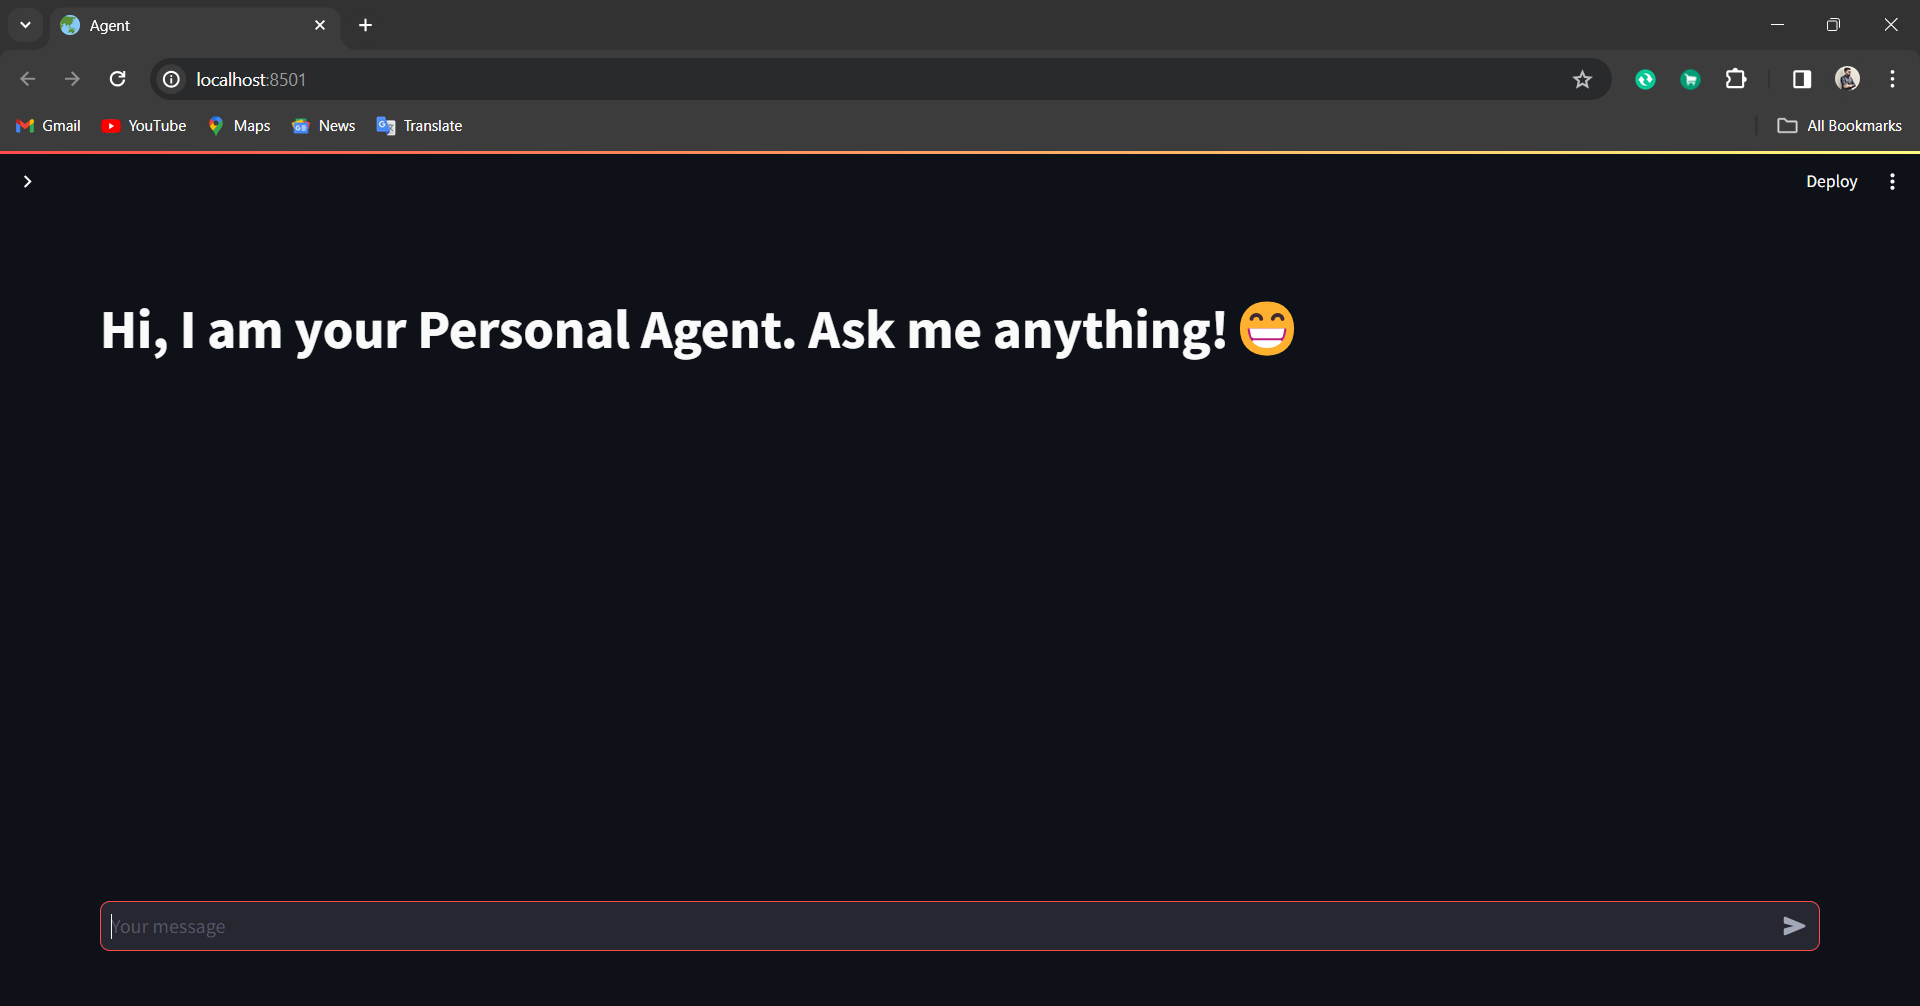 Agent
localhost:8501
Gmail YouTube Maps News Translate All Bookmarks
Deploy
Hi, I am your Personal Agent. Ask me anything! 😁
Your message